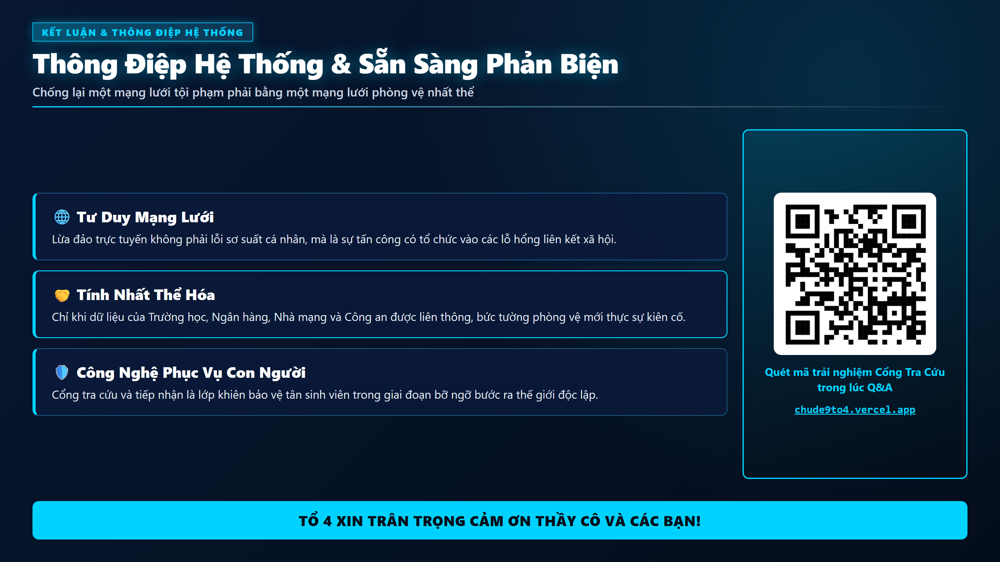 KẾT LUẬN & THÔNG ĐIỆP HỆ THỐNG
Thông Điệp Hệ Thống & Sẵn Sàng Phản Biện
Chống lại một mạng lưới tội phạm phải bằng một mạng lưới phòng vệ nhất thể
Tư Duy Mạng Lưới
Lừa đảo trực tuyến không phải lỗi sơ suất cá nhân, mà là sự tấn công có tổ chức vào các lỗ hổng liên kết xã hội.
Tính Nhất Thể Hóa
Chỉ khi dữ liệu của Trường học, Ngân hàng, Nhà mạng và Công an được liên thông, bức tường phòng vệ mới thực sự kiên cố.
Công Nghệ Phục Vụ Con Người
Cổng tra cứu và tiếp nhận là lớp khiên bảo vệ tân sinh viên trong giai đoạn bỡ ngỡ bước ra thế giới độc lập.
Quét mã trải nghiệm Cổng Tra Cứu
trong lúc Q&A
chude9to4.vercel.app
TỔ 4 XIN TRÂN TRỌNG CẢM ƠN THẦY CÔ VÀ CÁC BẠN!